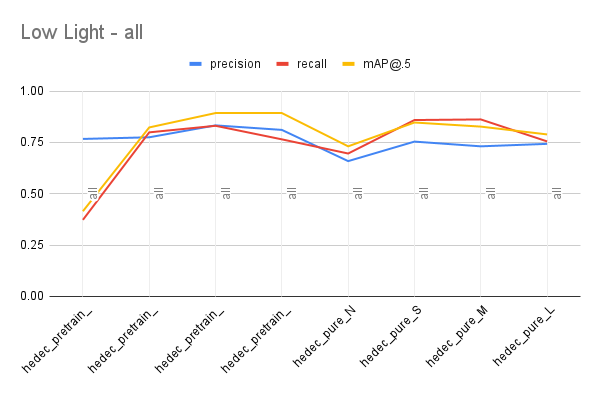 Low Light - all
precision recall mAP@.5
1.00
0.75
0.50
0.25
0.00
all all all all all all all all
hedec_pretrain_ hedec_pretrain_ hedec_pretrain_ hedec_pretrain_ hedec_pure_N hedec_pure_S hedec_pure_M hedec_pure_L